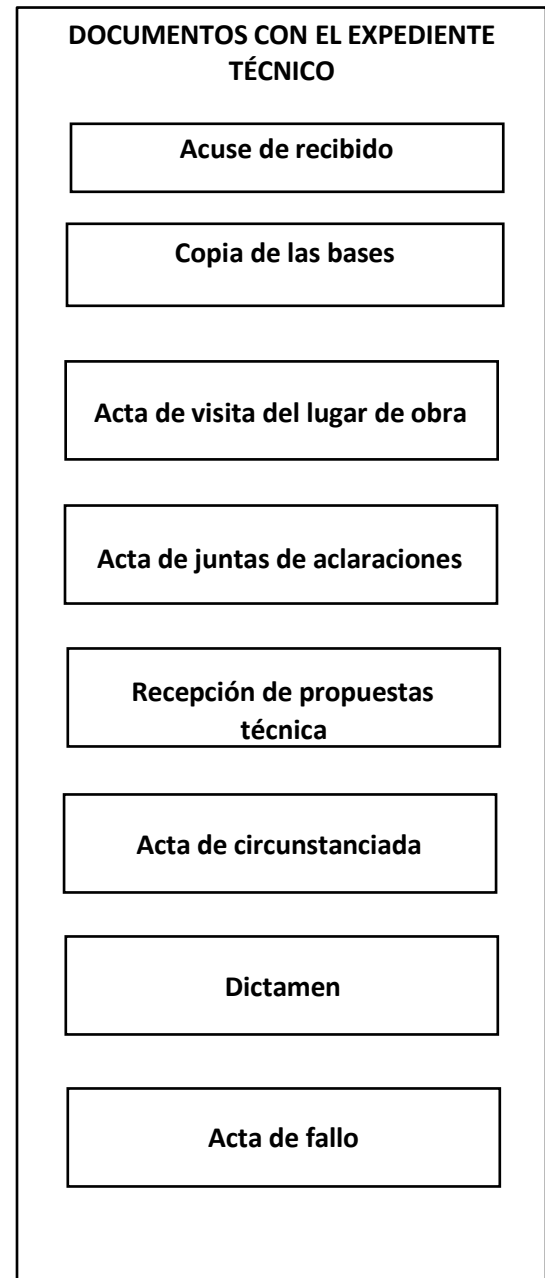 DOCUMENTOS CON EL EXPEDIENTE
TÉCNICO
Acuse de recibido
Copia de las bases
Acta de visita del lugar de obra
Acta de juntas de aclaraciones
Recepción de propuestas
técnica
Acta de circunstanciada
Dictamen
Acta de fallo